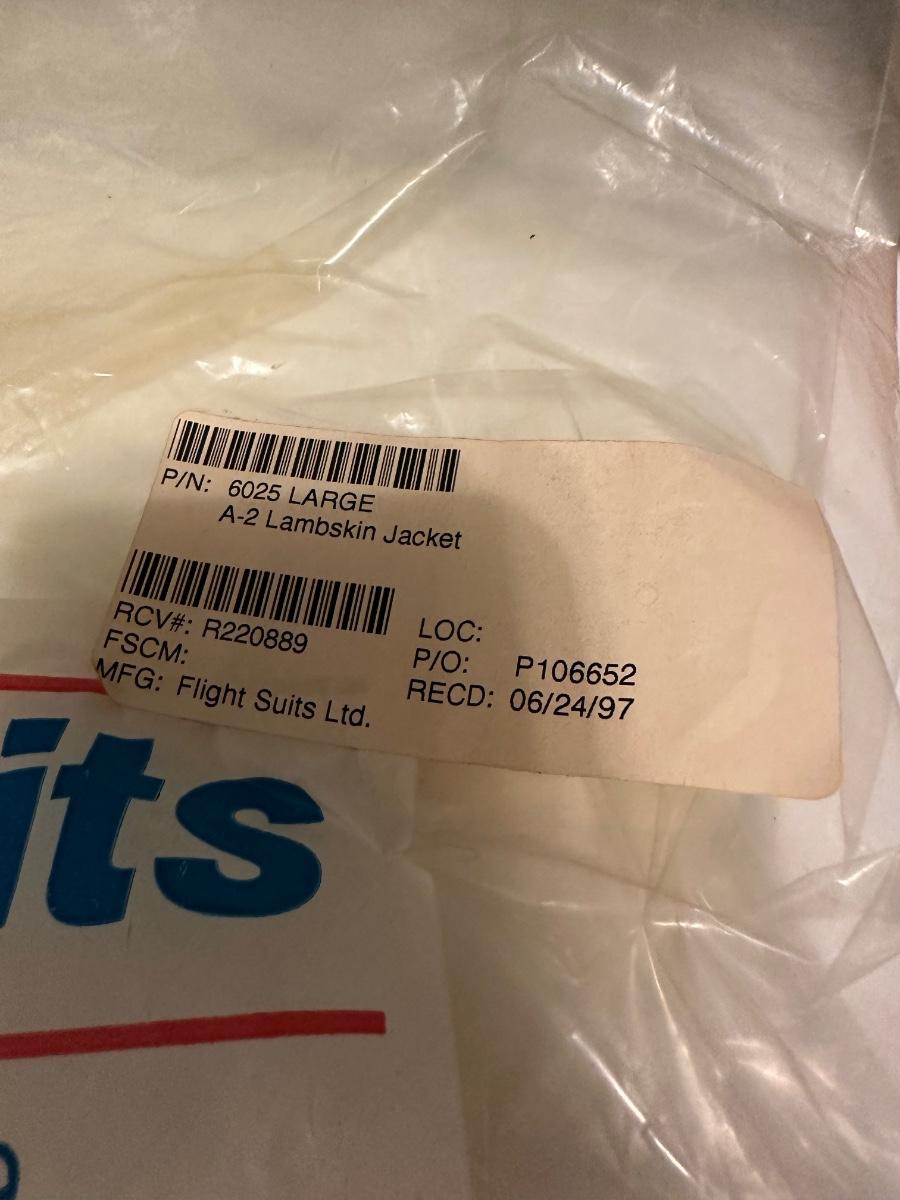 P/N: 6025 LARGE
A-2 Lambskin Jacket
RCV#: R220889
FSCM:
MFG: Flight Suits Ltd.
LOC:
P/O: P106652
RECD: 06/24/97
its